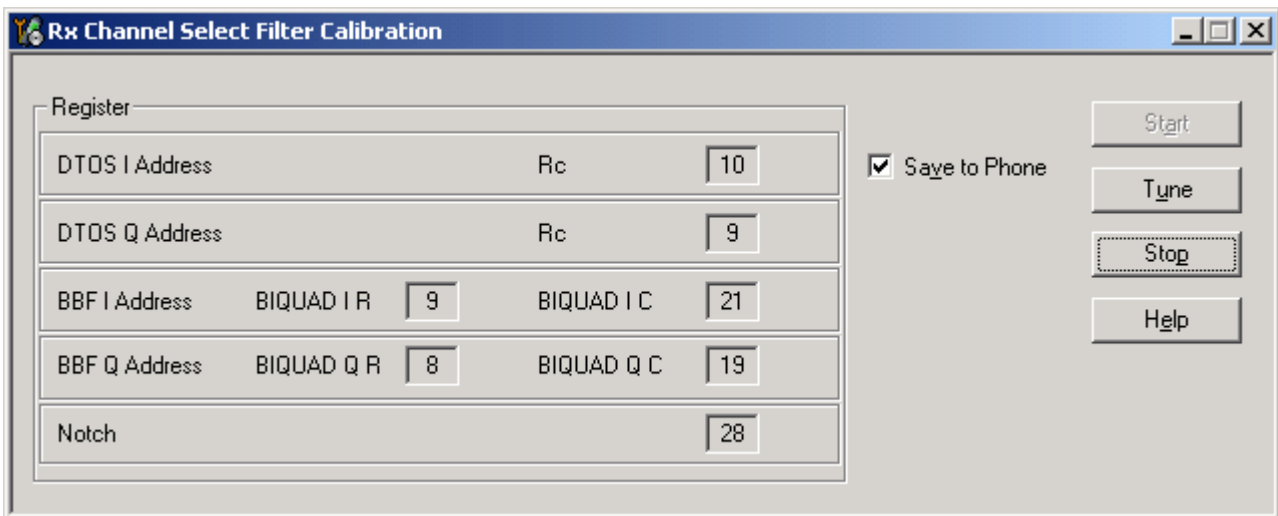 Rx Channel Select Filter Calibration
Register
DTOS I Address Rc 10
DTOS Q Address Rc 9
BBF I Address BIQUAD I R 9 BIQUAD I C 21
BBF Q Address BIQUAD Q R 8 BIQUAD Q C 19
Notch 28
Save to Phone
Start
Tune
Stop
Help